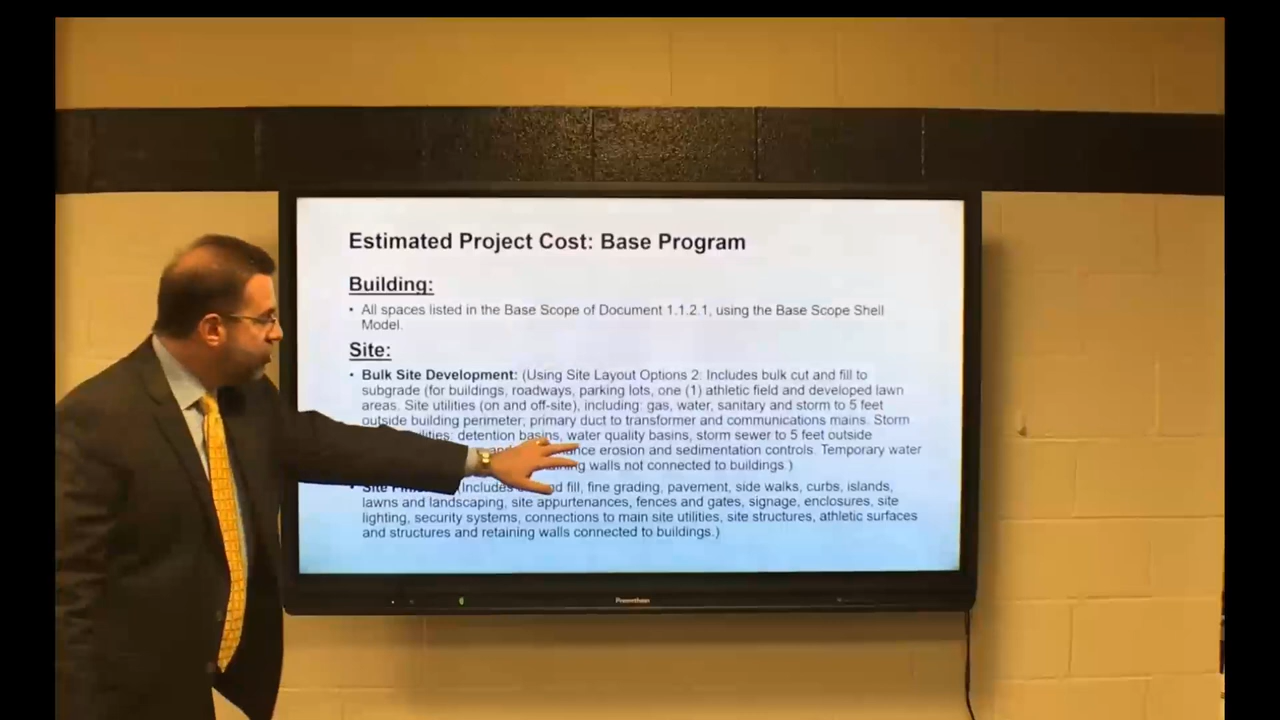 Estimated Project Cost: Base Program
Building:
• All spaces listed in the Base Scope of Document 1.1.2.1, using the Base Scope Shell
Model.
Site:
• Bulk Site Development: (Using Site Layout Options 2: Includes bulk cut and fill to
subgrade (for buildings, roadways, parking lots, one (1) athletic field and developed lawn
areas. Site utilities (on and off-site), including: gas, water, sanitary and storm to 5 feet
outside building perimeter; primary duct to transformer and communications mains. Storm
detention basins, water quality basins, storm sewer to 5 feet outside
erosion and sedimentation controls. Temporary water
walls not connected to buildings.)
• Site (Includes fill, fine grading, pavement, side walks, curbs, islands,
lawns and landscaping, site appurtenances, fences and gates, signage, enclosures, site
lighting, security systems, connections to main site utilities, site structures, athletic surfaces
and structures and retaining walls connected to buildings.)
Promethean